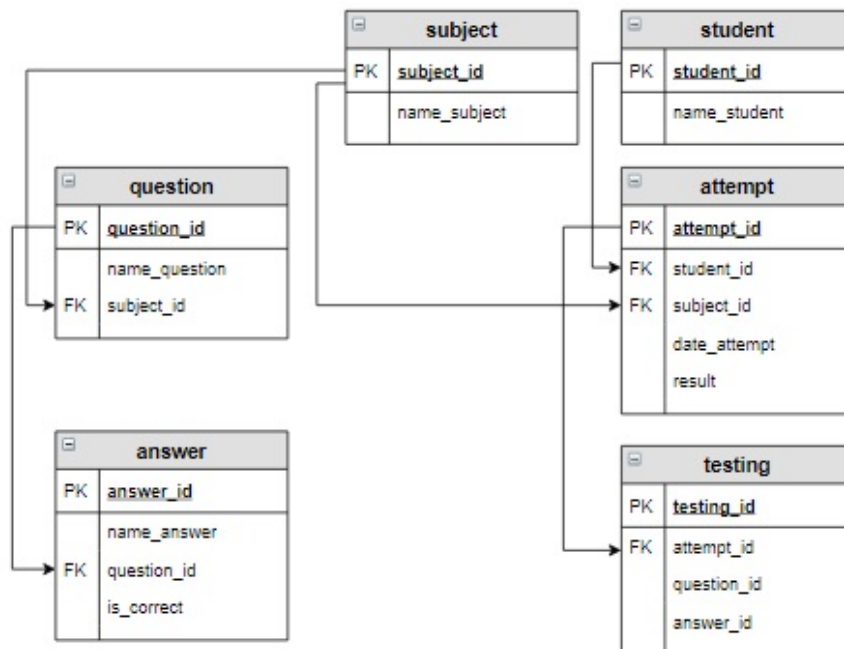 subject
PK subject_id
name_subject
student
PK student_id
name_student
question
PK question_id
name_question
FK subject_id
attempt
PK attempt_id
FK student_id
FK subject_id
date_attempt
result
answer
PK answer_id
name_answer
FK question_id
is_correct
testing
PK testing_id
FK attempt_id
question_id
answer_id